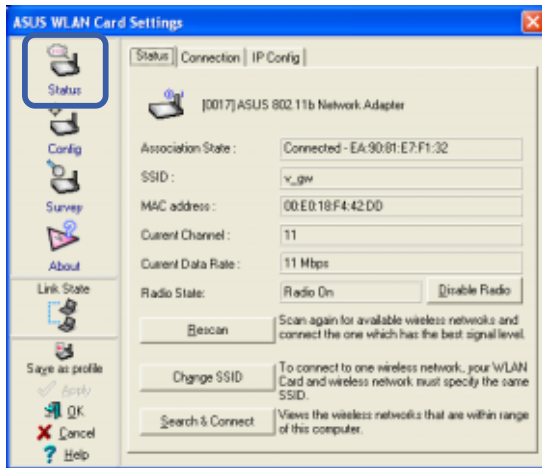 ASUS WLAN Card Settings
Status
Config
Survey
About
Link State
Save as profile
Apply
OK
Cancel
Help
Status Connection IP Config
[0017] ASUS 802.11b Network Adapter
Association State : Connected - EA:90:81:E7:F1:32
SSID : v_gw
MAC address : 00:E0:18:F4:42:DD
Current Channel : 11
Current Data Rate : 11 Mbps
Radio State: Radio On Disable Radio
Rescan
Scan again for available wireless networks and
connect the one which has the best signal level.
Change SSID
To connect to one wireless network, your WLAN
Card and wireless network must specify the same
SSID.
Search & Connect
Views the wireless networks that are within range
of this computer.